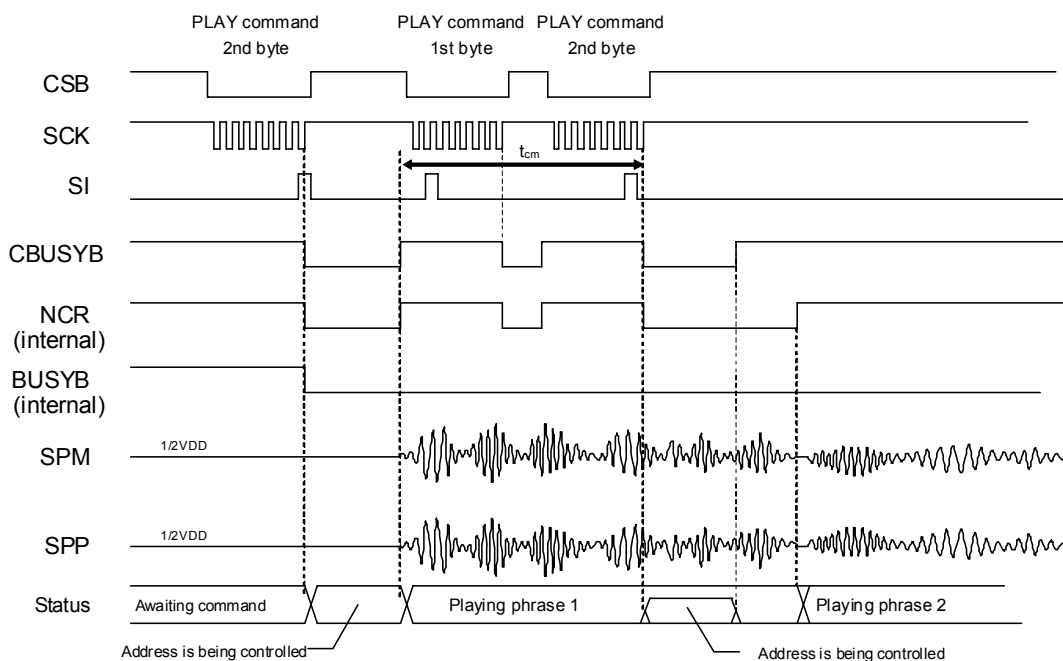 PLAY command
2nd byte
PLAY command
1st byte
PLAY command
2nd byte
CSB
SCK
tcm
SI
CBUSYB
NCR
(internal)
BUSYB
(internal)
1/2VDD
SPM
1/2VDD
SPP
Status
Awaiting command
Playing phrase 1
Playing phrase 2
Address is being controlled
Address is being controlled